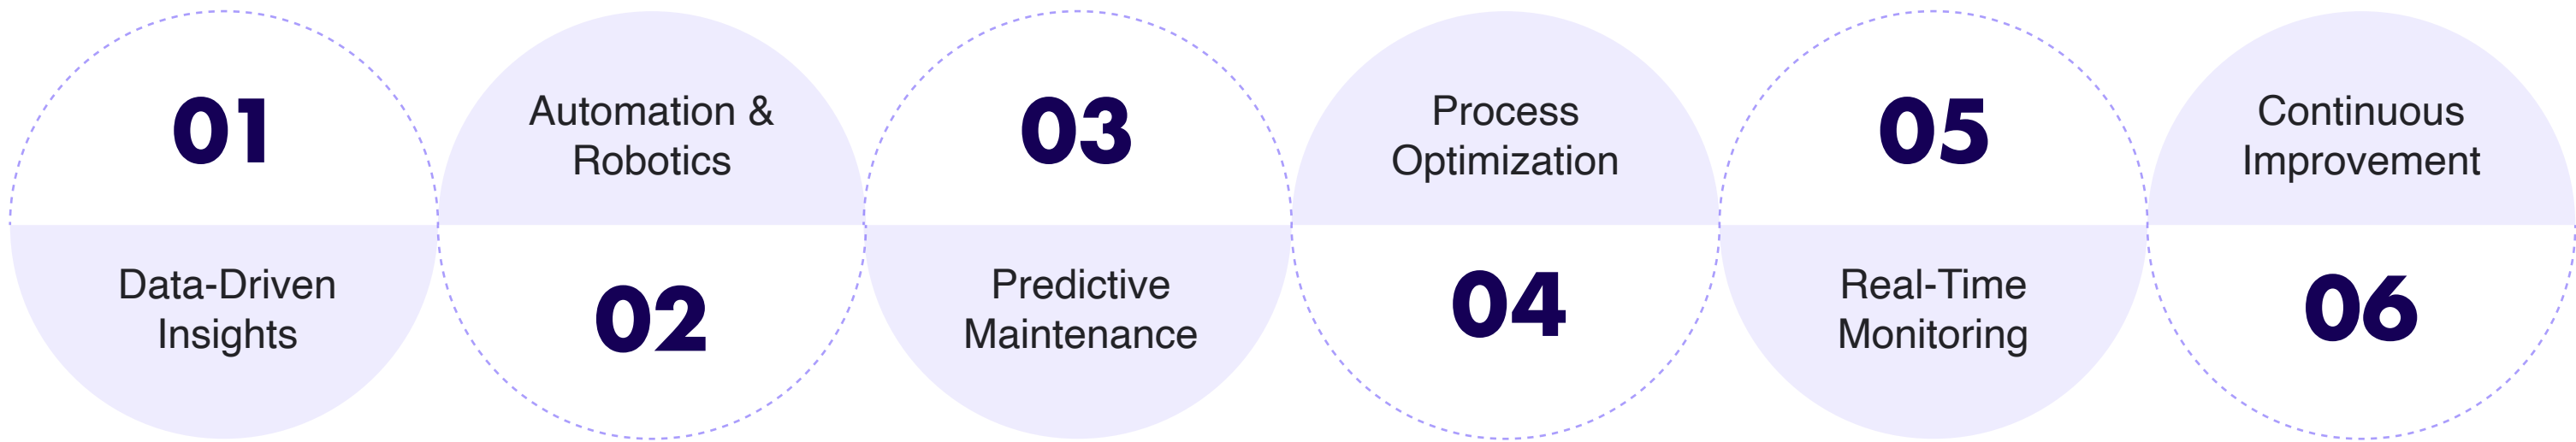 01
Data-Driven
Insights
Automation &
Robotics
02
03
Predictive
Maintenance
Process
Optimization
04
05
Real-Time
Monitoring
Continuous
Improvement
06